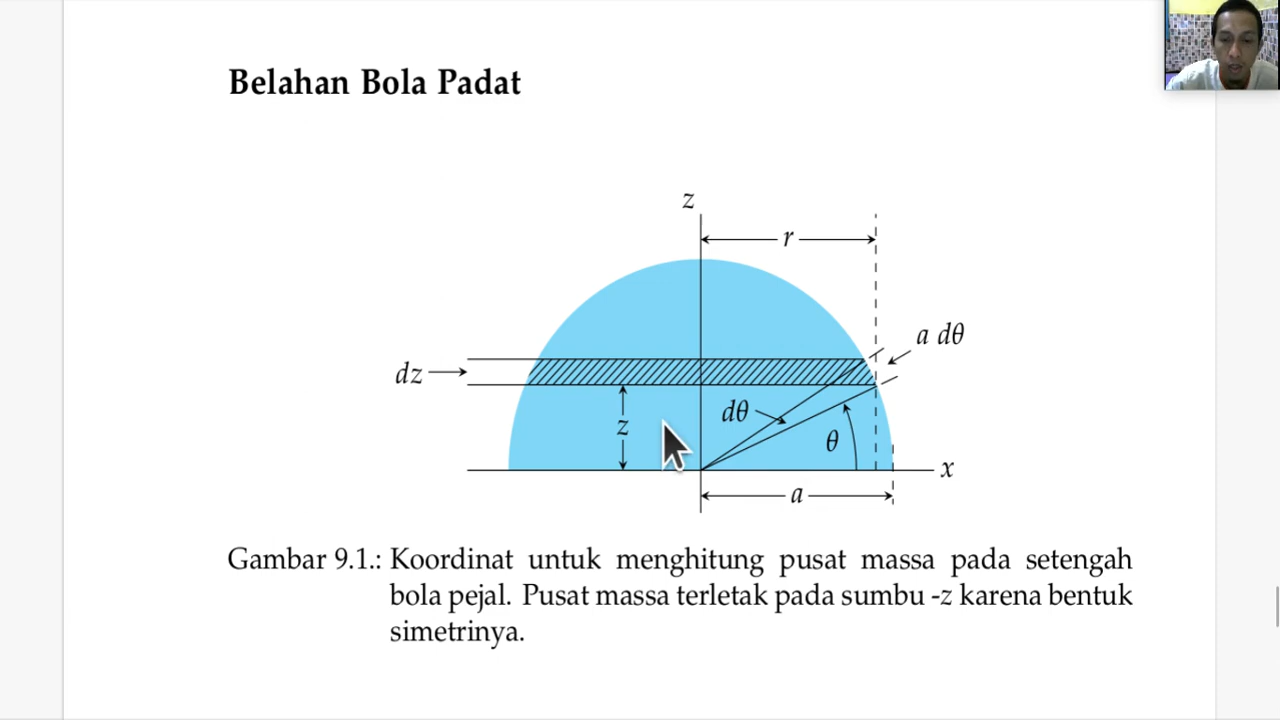 Belahan Bola Padat
z
r
a dθ
dz
dθ
z
θ
x
a
Gambar 9.1.: Koordinat untuk menghitung pusat massa pada setengah
bola pejal. Pusat massa terletak pada sumbu -z karena bentuk
simetrinya.